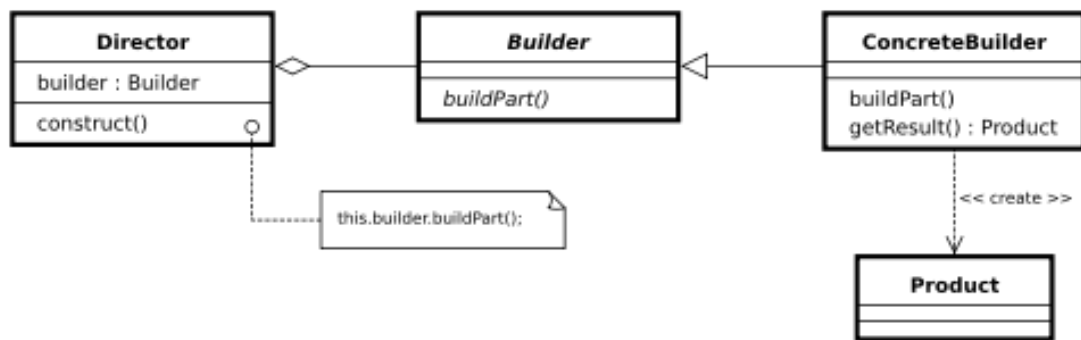 Director
builder : Builder
construct()
this.builder.buildPart();
Builder
buildPart()
ConcreteBuilder
buildPart()
getResult() : Product
<< create >>
Product